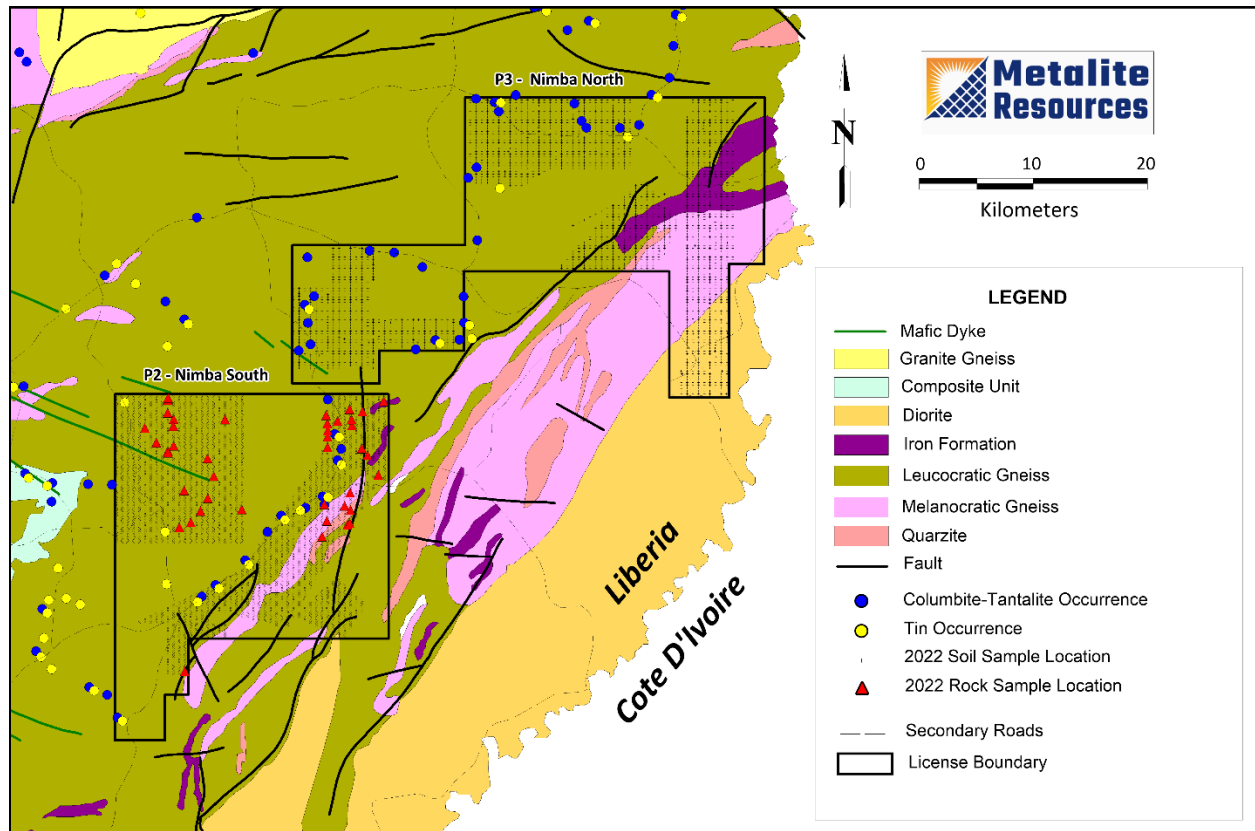 P3 - Nimba North
P2 - Nimba South
Liberia
Cote D'Ivoire
Metalite
Resources
N
0 10 20
Kilometers
LEGEND
Mafic Dyke
Granite Gneiss
Composite Unit
Diorite
Iron Formation
Leucocratic Gneiss
Melanocratic Gneiss
Quarzite
Fault
Columbite-Tantalite Occurrence
Tin Occurrence
2022 Soil Sample Location
2022 Rock Sample Location
Secondary Roads
License Boundary